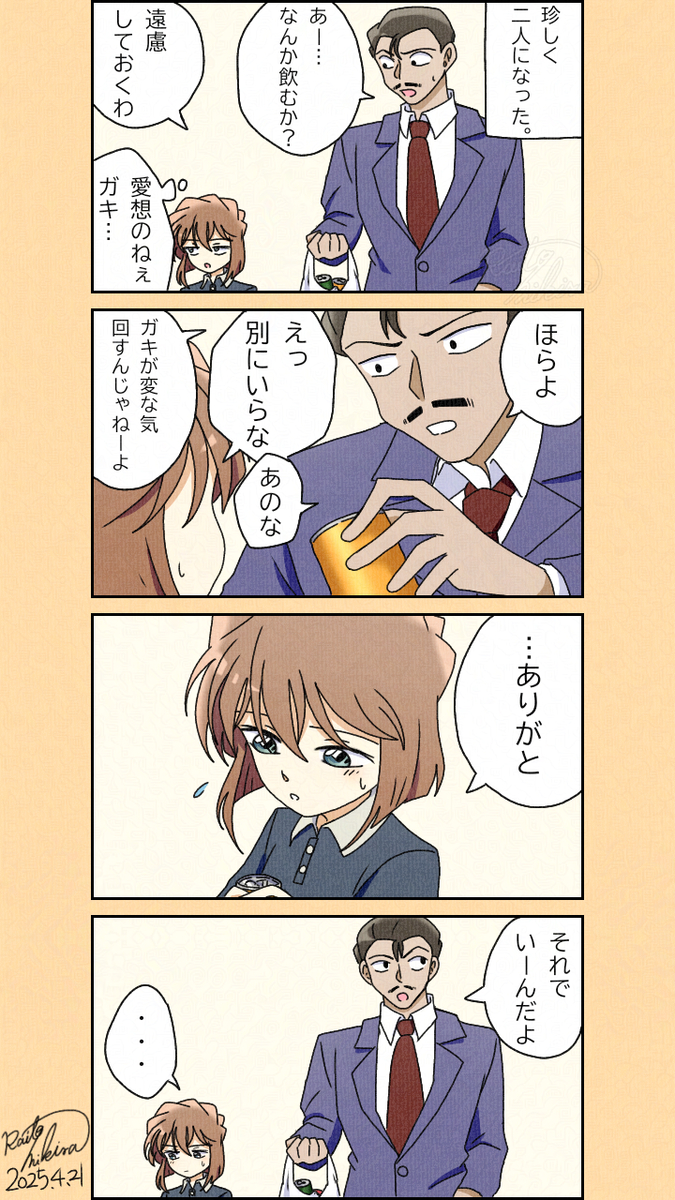 珍しく
二人になった。
あー…
なんか飲むか?
遠慮
しておくわ
愛想のねぇ
ガキ…
ほらよ
えっ
別にいらな
あのな
ガキが変な気
回すんじゃねーよ
…ありがと
それで
いーんだよ
・・・
Raito
hikira
2025.4.21